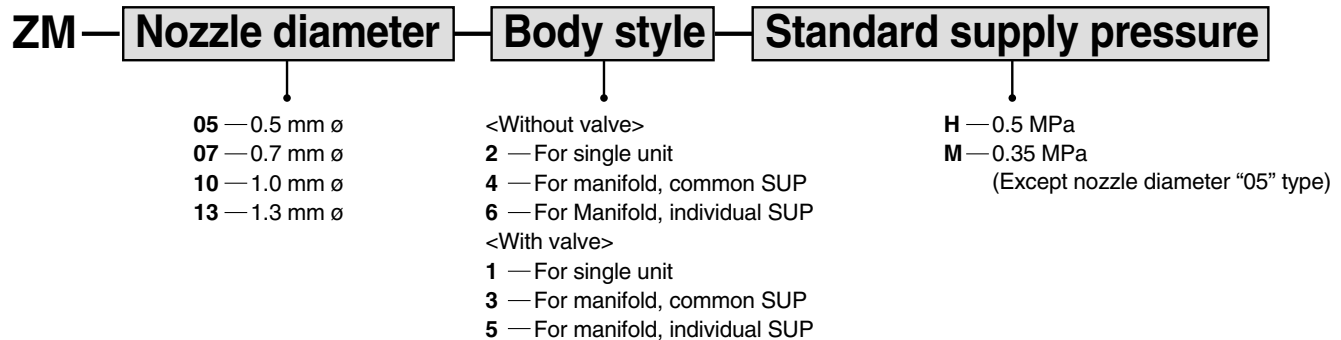 ZM — Nozzle diameter — Body style — Standard supply pressure
05 — 0.5 mm ø
07 — 0.7 mm ø
10 — 1.0 mm ø
13 — 1.3 mm ø
<Without valve>
2 — For single unit
4 — For manifold, common SUP
6 — For Manifold, individual SUP
<With valve>
1 — For single unit
3 — For manifold, common SUP
5 — For manifold, individual SUP
H — 0.5 MPa
M — 0.35 MPa
(Except nozzle diameter “05” type)